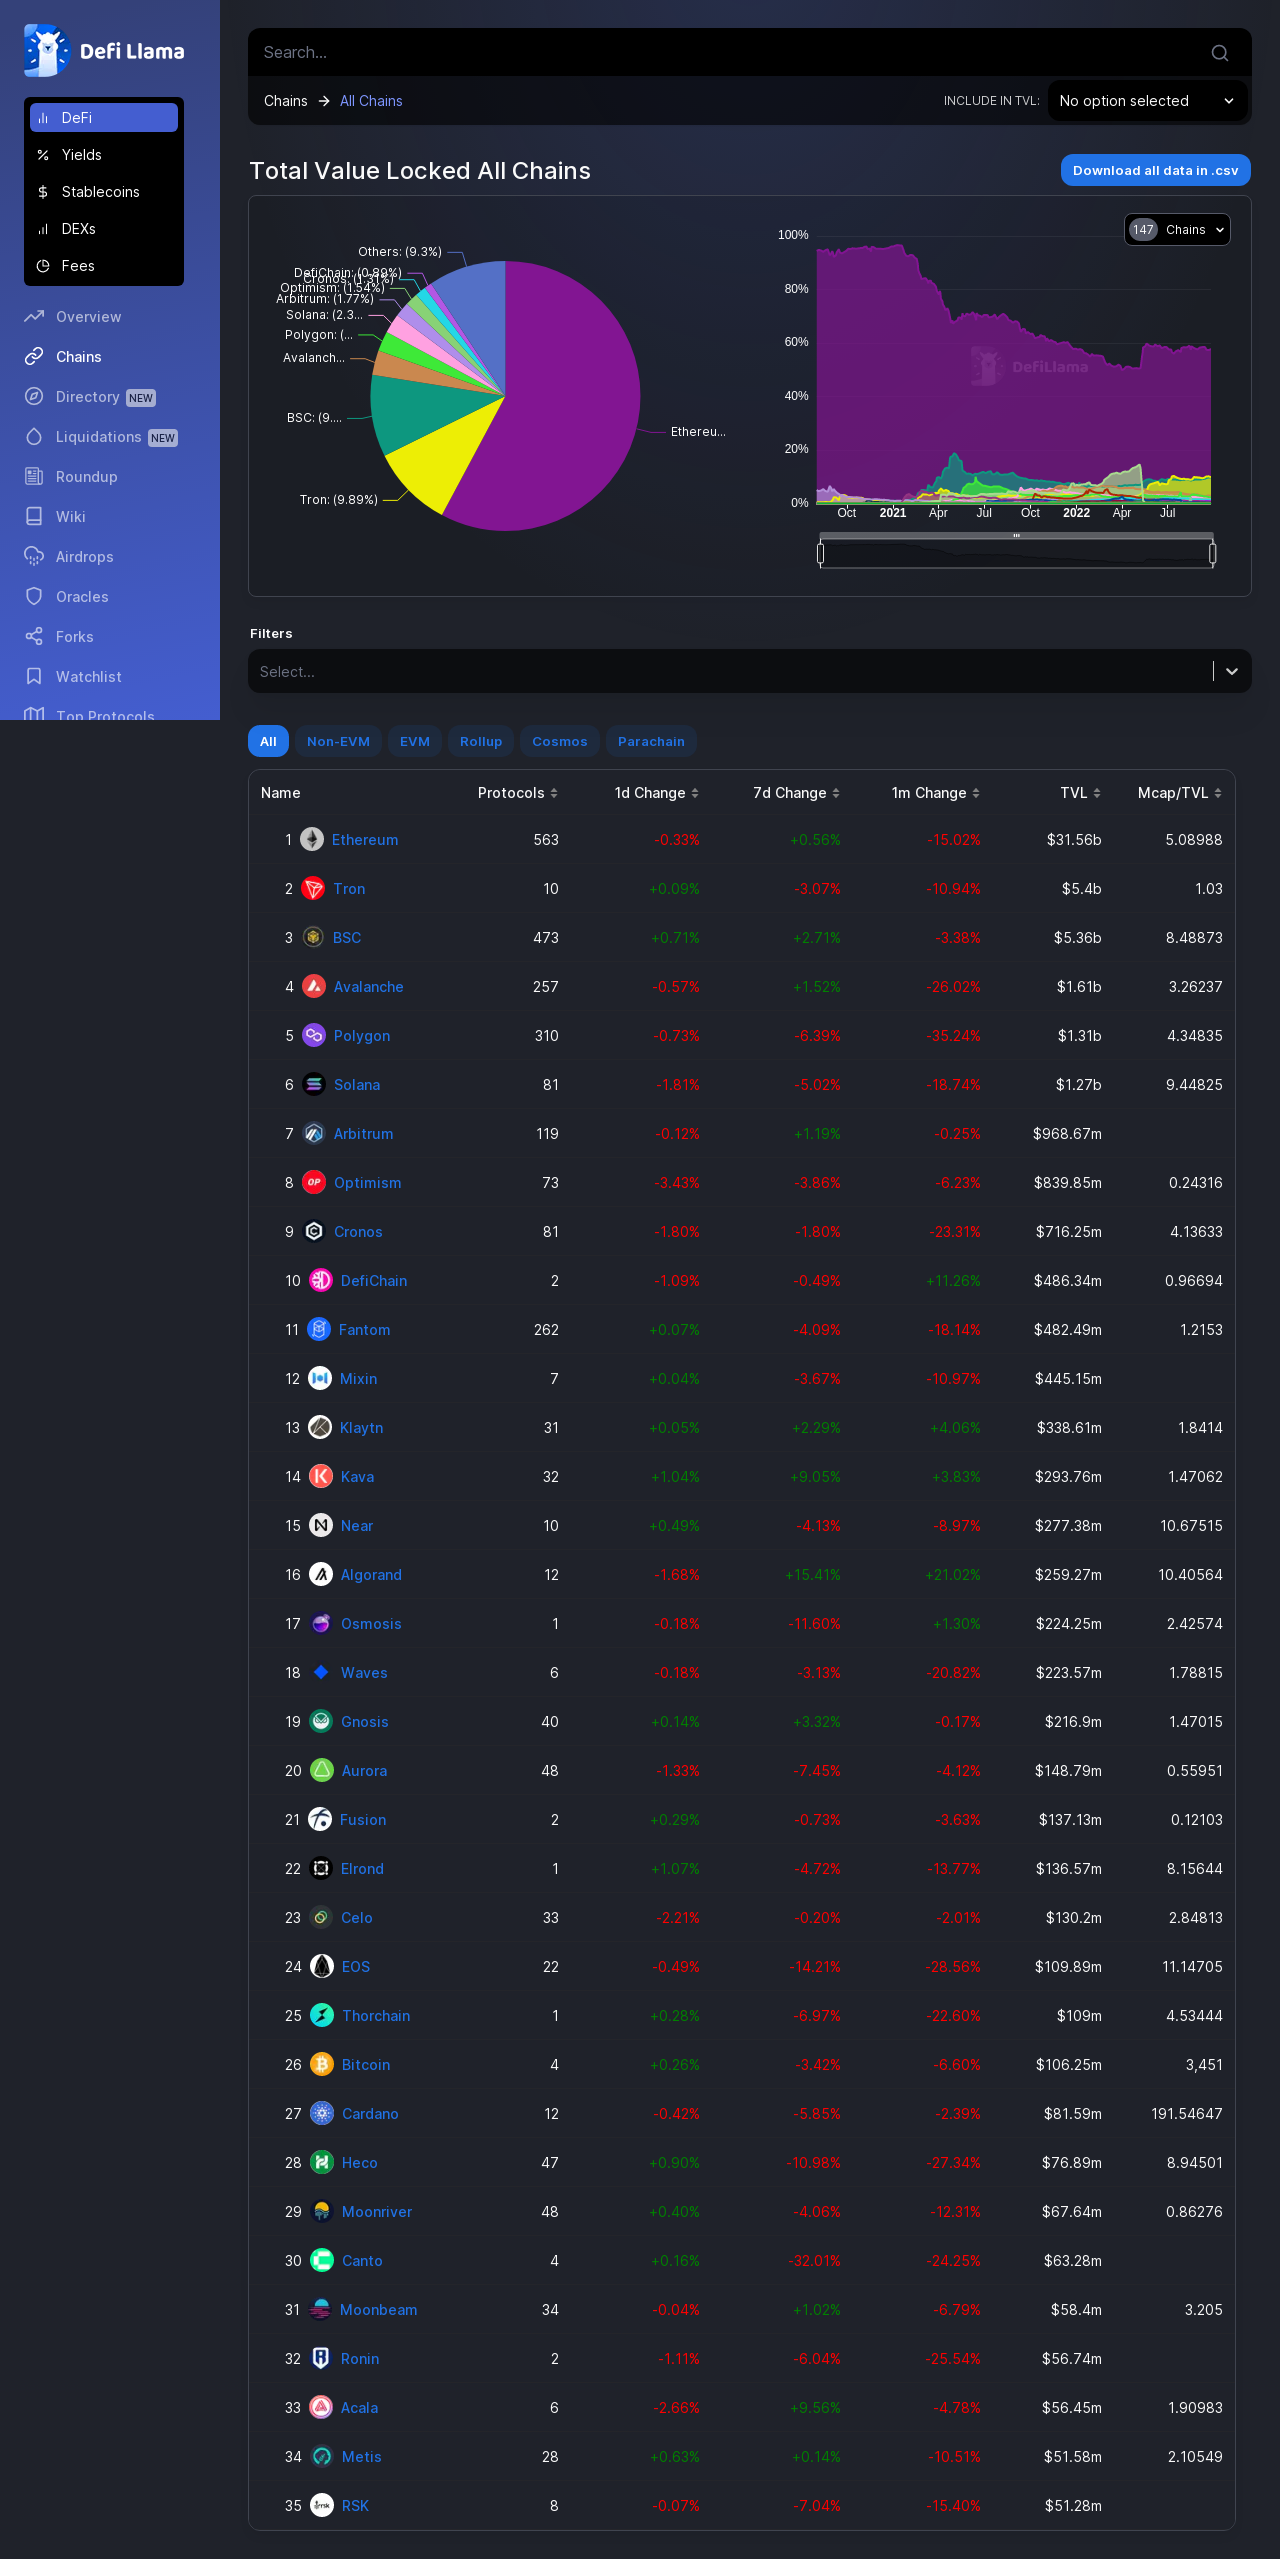 Defi Llama
DeFi
Yields
Stablecoins
DEXs
Fees
Overview
Chains
Directory NEW
Liquidations NEW
Roundup
Wiki
Airdrops
Oracles
Forks
Watchlist
Top Protocols
Search...
Chains → All Chains
INCLUDE IN TVL: No option selected
Total Value Locked All Chains
Download all data in .csv
Others: (9.3%)
DefiChain: (0.89%)
Cronos: (1.31%)
Optimism: (1.54%)
Arbitrum: (1.77%)
Solana: (2.3...
Polygon: (...
Avalanch...
BSC: (9....
Tron: (9.89%)
Ethereu...
147 Chains
100%
80%
60%
40%
20%
0%
DefiLlama
Oct 2021 Apr Jul Oct 2022 Apr Jul
Filters
Select...
All Non-EVM EVM Rollup Cosmos Parachain
Name Protocols 1d Change 7d Change 1m Change TVL Mcap/TVL
1 Ethereum 563 -0.33% +0.56% -15.02% $31.56b 5.08988
2 Tron 10 +0.09% -3.07% -10.94% $5.4b 1.03
3 BSC 473 +0.71% +2.71% -3.38% $5.36b 8.48873
4 Avalanche 257 -0.57% +1.52% -26.02% $1.61b 3.26237
5 Polygon 310 -0.73% -6.39% -35.24% $1.31b 4.34835
6 Solana 81 -1.81% -5.02% -18.74% $1.27b 9.44825
7 Arbitrum 119 -0.12% +1.19% -0.25% $968.67m
8 OP Optimism 73 -3.43% -3.86% -6.23% $839.85m 0.24316
9 Cronos 81 -1.80% -1.80% -23.31% $716.25m 4.13633
10 DefiChain 2 -1.09% -0.49% +11.26% $486.34m 0.96694
11 Fantom 262 +0.07% -4.09% -18.14% $482.49m 1.2153
12 Mixin 7 +0.04% -3.67% -10.97% $445.15m
13 Klaytn 31 +0.05% +2.29% +4.06% $338.61m 1.8414
14 Kava 32 +1.04% +9.05% +3.83% $293.76m 1.47062
15 Near 10 +0.49% -4.13% -8.97% $277.38m 10.67515
16 Algorand 12 -1.68% +15.41% +21.02% $259.27m 10.40564
17 Osmosis 1 -0.18% -11.60% +1.30% $224.25m 2.42574
18 Waves 6 -0.18% -3.13% -20.82% $223.57m 1.78815
19 Gnosis 40 +0.14% +3.32% -0.17% $216.9m 1.47015
20 Aurora 48 -1.33% -7.45% -4.12% $148.79m 0.55951
21 Fusion 2 +0.29% -0.73% -3.63% $137.13m 0.12103
22 Elrond 1 +1.07% -4.72% -13.77% $136.57m 8.15644
23 Celo 33 -2.21% -0.20% -2.01% $130.2m 2.84813
24 EOS 22 -0.49% -14.21% -28.56% $109.89m 11.14705
25 Thorchain 1 +0.28% -6.97% -22.60% $109m 4.53444
26 Bitcoin 4 +0.26% -3.42% -6.60% $106.25m 3,451
27 Cardano 12 -0.42% -5.85% -2.39% $81.59m 191.54647
28 Heco 47 +0.90% -10.98% -27.34% $76.89m 8.94501
29 Moonriver 48 +0.40% -4.06% -12.31% $67.64m 0.86276
30 Canto 4 +0.16% -32.01% -24.25% $63.28m
31 Moonbeam 34 -0.04% +1.02% -6.79% $58.4m 3.205
32 Ronin 2 -1.11% -6.04% -25.54% $56.74m
33 Acala 6 -2.66% +9.56% -4.78% $56.45m 1.90983
34 Metis 28 +0.63% +0.14% -10.51% $51.58m 2.10549
35 rsk RSK 8 -0.07% -7.04% -15.40% $51.28m